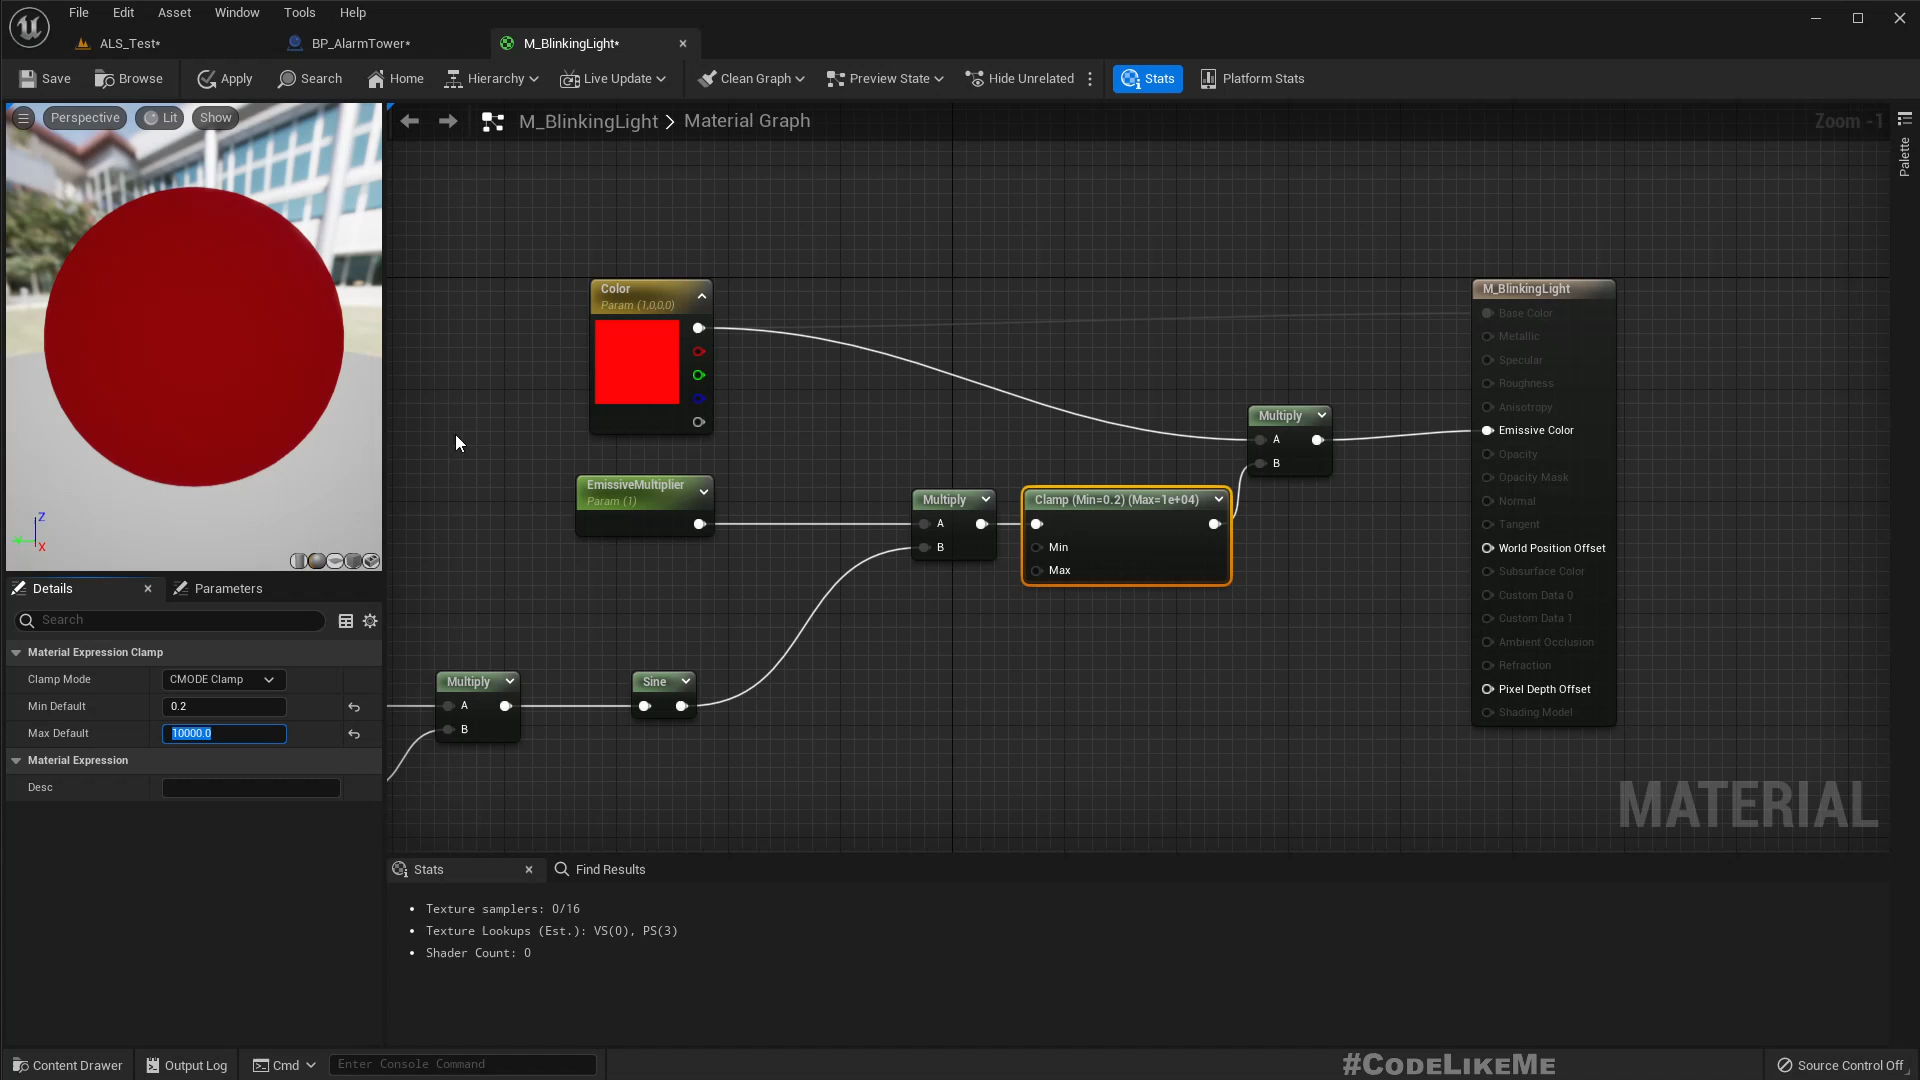 File Edit Asset Window Tools Help
ALS_Test* BP_AlarmTower* M_BlinkingLight*
Save Browse Apply Search Home Hierarchy Live Update Clean Graph Preview State Hide Unrelated Stats Platform Stats
Perspective Lit Show
M_BlinkingLight > Material Graph
Zoom -1
Palette
Color
Param (1,0,0,0)
M_BlinkingLight
Base Color
Metallic
Specular
Roughness
Anisotropy
Emissive Color
Opacity
Opacity Mask
Normal
Tangent
World Position Offset
Subsurface Color
Custom Data 0
Custom Data 1
Ambient Occlusion
Refraction
Pixel Depth Offset
Shading Model
Multiply
A
B
EmissiveMultiplier
Param (1)
Multiply
A
B
Clamp (Min=0.2) (Max=1e+04)
Min
Max
Z
X
Multiply
A
B
Sine
MATERIAL
Details Parameters
Search
Material Expression Clamp
Clamp Mode CMODE Clamp
Min Default 0.2
Max Default 10000.0
Material Expression
Desc
Stats Find Results
• Texture samplers: 0/16
• Texture Lookups (Est.): VS(0), PS(3)
• Shader Count: 0
Content Drawer Output Log Cmd Enter Console Command
#CODELIKEME
Source Control Off